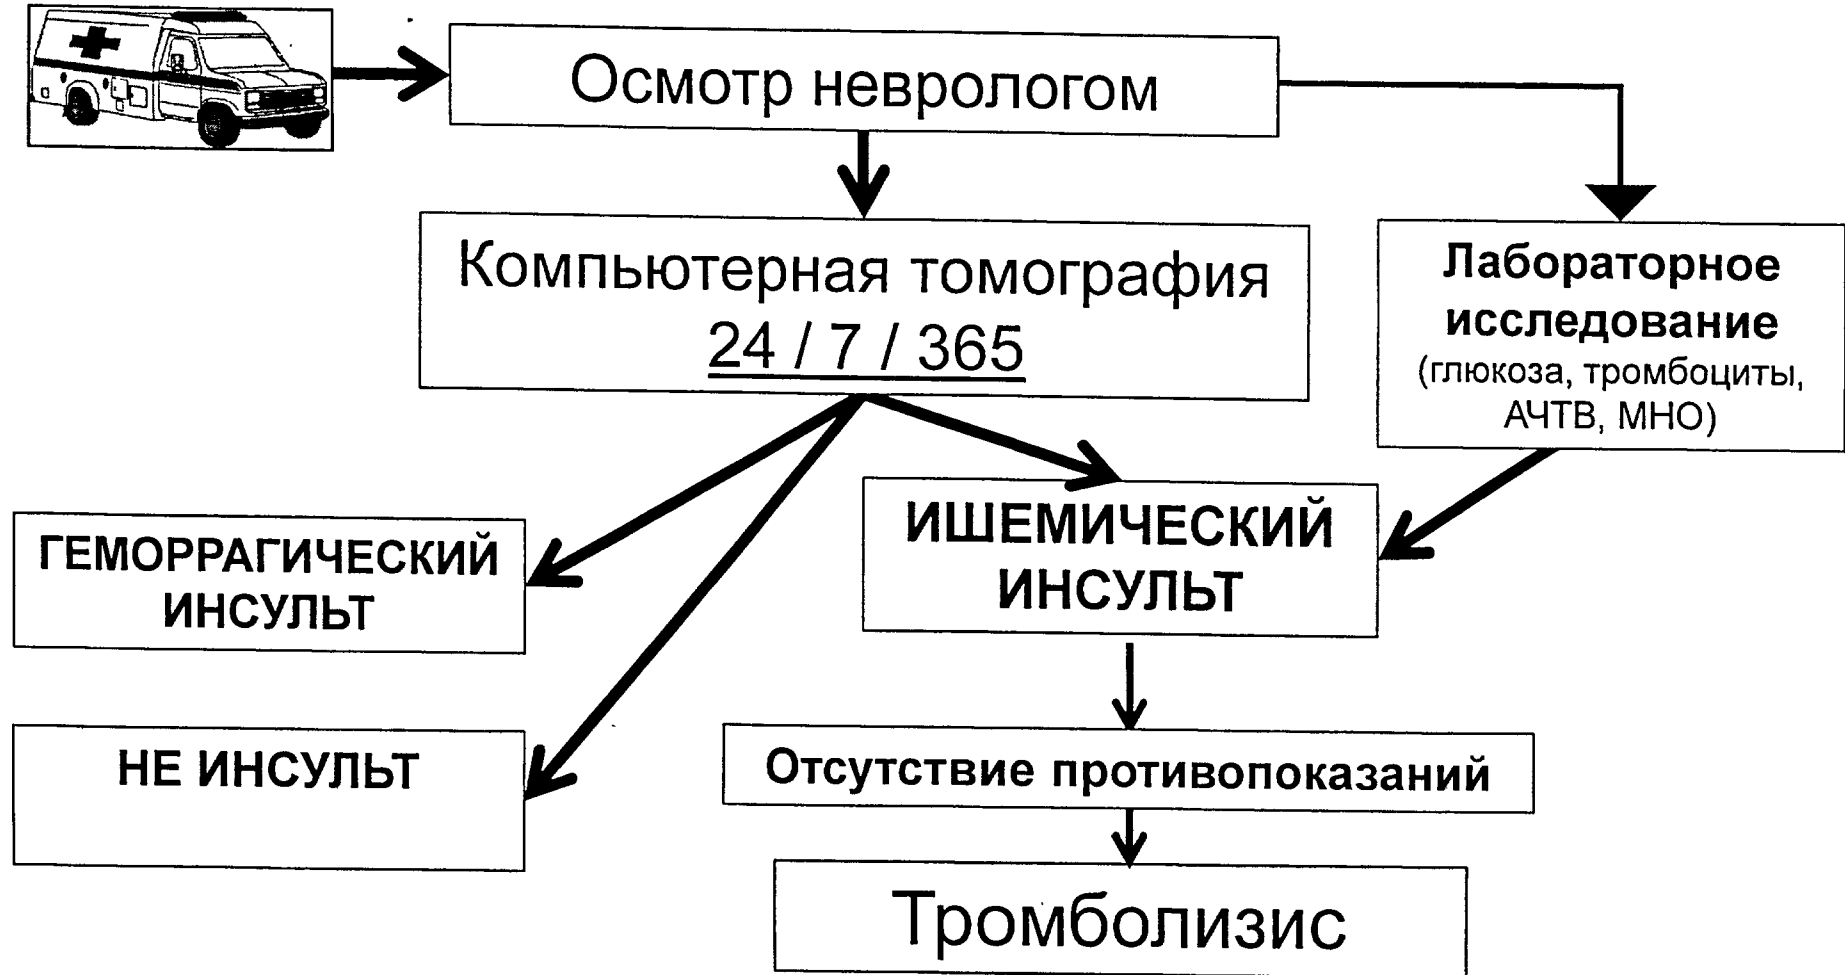 Осмотр неврологом
Компьютерная томография
24 / 7 / 365
Лабораторное
исследование
(глюкоза, тромбоциты,
АЧТВ, МНО)
ГЕМОРРАГИЧЕСКИЙ
ИНСУЛЬТ
ИШЕМИЧЕСКИЙ
ИНСУЛЬТ
НЕ ИНСУЛЬТ
Отсутствие противопоказаний
Тромболизис